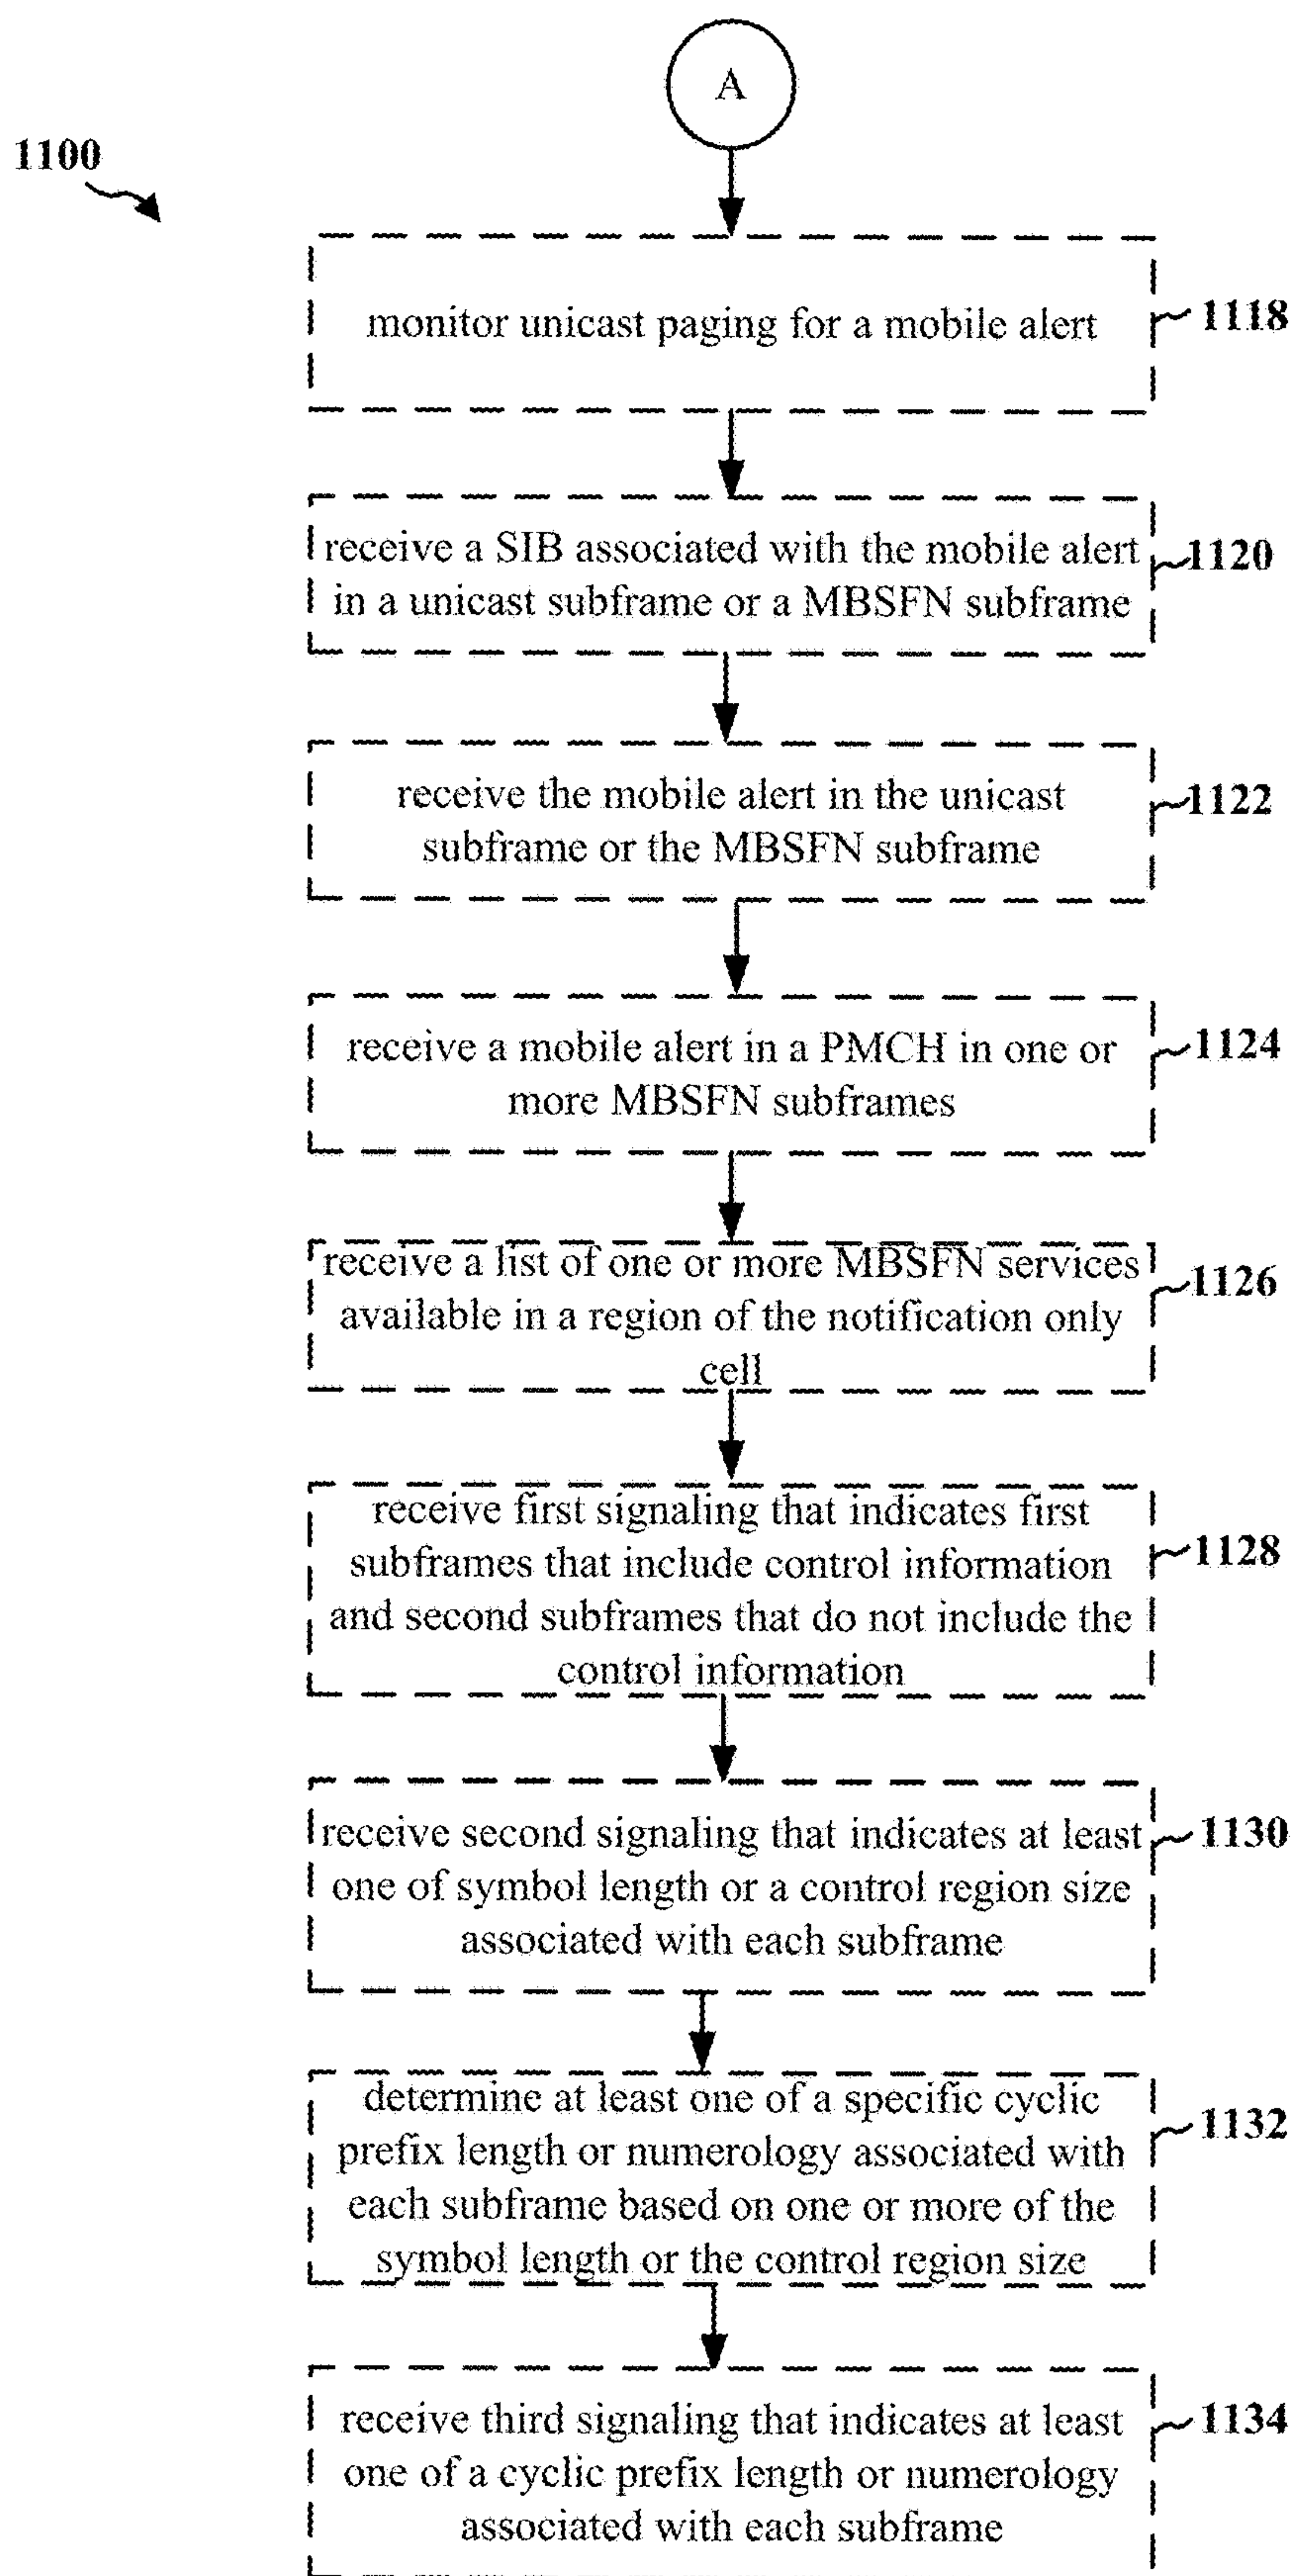 A
1100
monitor unicast paging for a mobile alert
1118
receive a SIB associated with the mobile alert
in a unicast subframe or a MBSFN subframe
1120
receive the mobile alert in the unicast
subframe or the MBSFN subframe
1122
receive a mobile alert in a PMCH in one or
more MBSFN subframes
1124
receive a list of one or more MBSFN services
available in a region of the notification only
cell
1126
receive first signaling that indicates first
subframes that include control information
and second subframes that do not include the
control information
1128
receive second signaling that indicates at least
one of symbol length or a control region size
associated with each subframe
1130
determine at least one of a specific cyclic
prefix length or numerology associated with
each subframe based on one or more of the
symbol length or the control region size
1132
receive third signaling that indicates at least
one of a cyclic prefix length or numerology
associated with each subframe
1134